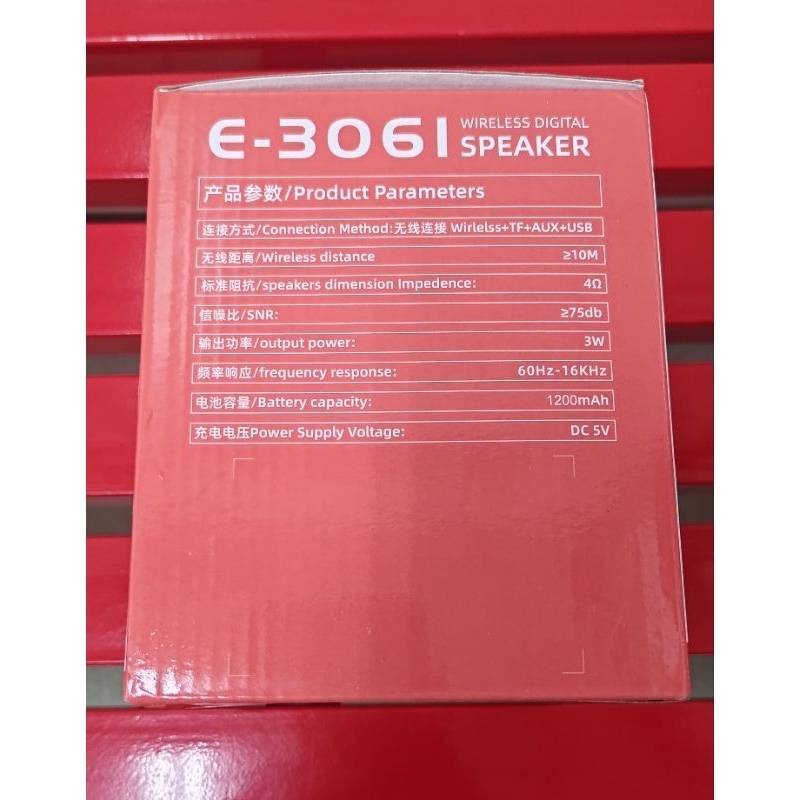 E-3061 WIRELESS DIGITAL SPEAKER
产品参数/Product Parameters
连接方式/Connection Method:无线连接 Wirlelss+TF+AUX+USB
无线距离/Wireless distance ≥10M
标准阻抗/speakers dimension lmpedence: 4Ω
信噪比/SNR: ≥75db
输出功率/output power: 3W
频率响应/frequency response: 60Hz-16KHz
电池容量/Battery capacity: 1200mAh
充电电压Power Supply Voltage: DC 5V